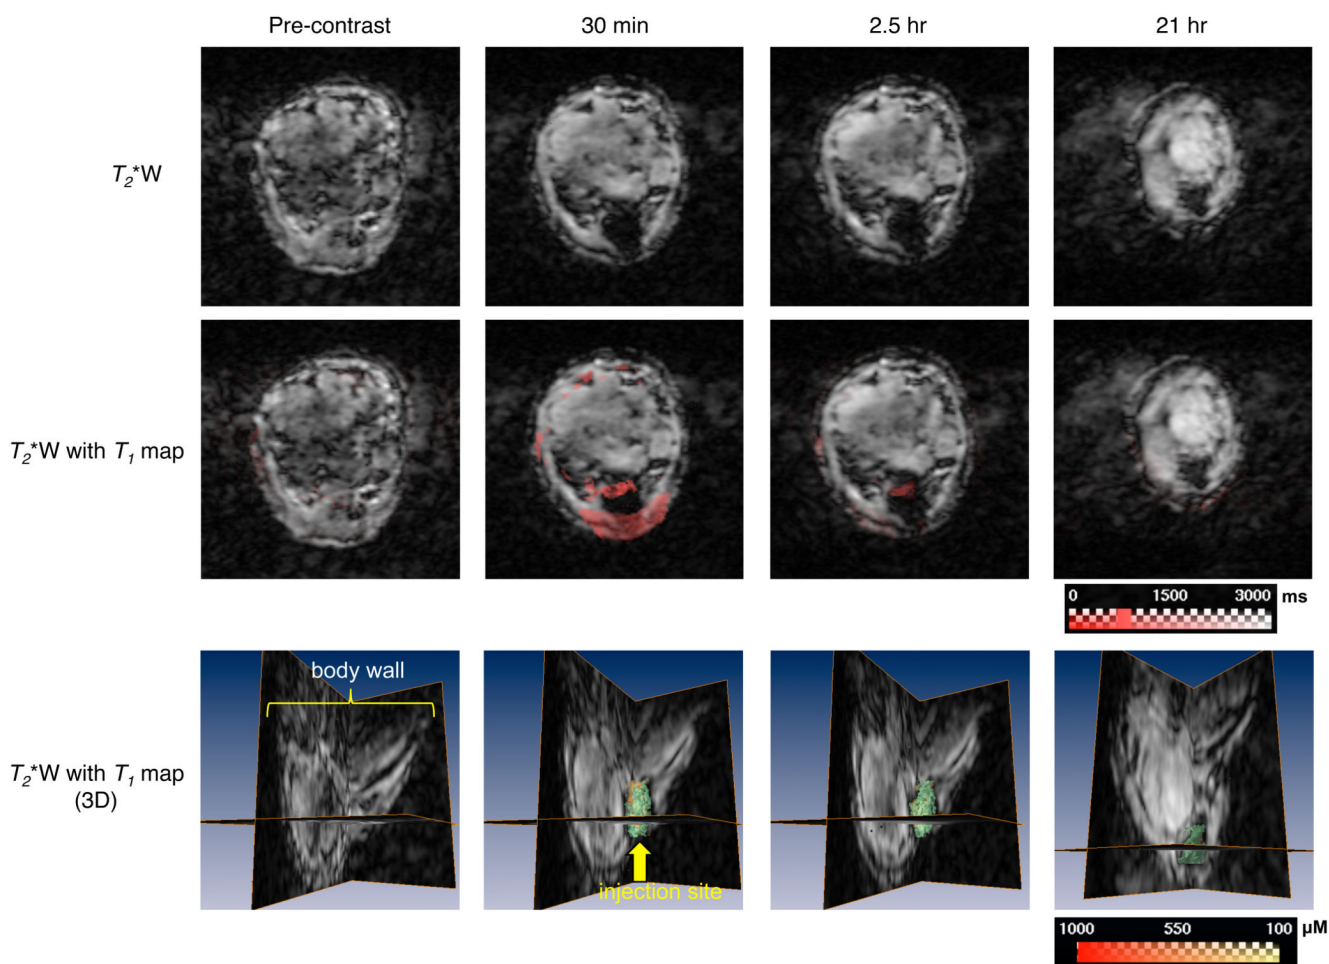 Pre-contrast
30 min
2.5 hr
21 hr
T2*W
T2*W with T1 map
0 1500 3000 ms
T2*W with T1 map
(3D)
body wall
injection site
1000 550 100 µM